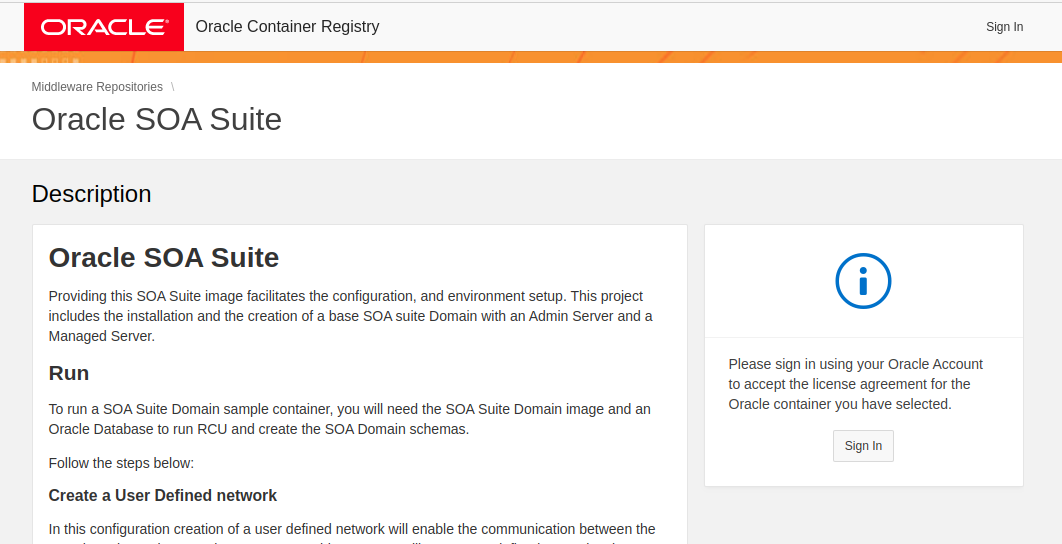 ORACLE Oracle Container Registry Sign In
Middleware Repositories \
Oracle SOA Suite
Description
Oracle SOA Suite
Providing this SOA Suite image facilitates the configuration, and environment setup. This project
includes the installation and the creation of a base SOA suite Domain with an Admin Server and a
Managed Server.
Run
To run a SOA Suite Domain sample container, you will need the SOA Suite Domain image and an
Oracle Database to run RCU and create the SOA Domain schemas.
Follow the steps below:
Create a User Defined network
In this configuration creation of a user defined network will enable the communication between the
Please sign in using your Oracle Account
to accept the license agreement for the
Oracle container you have selected.
Sign In